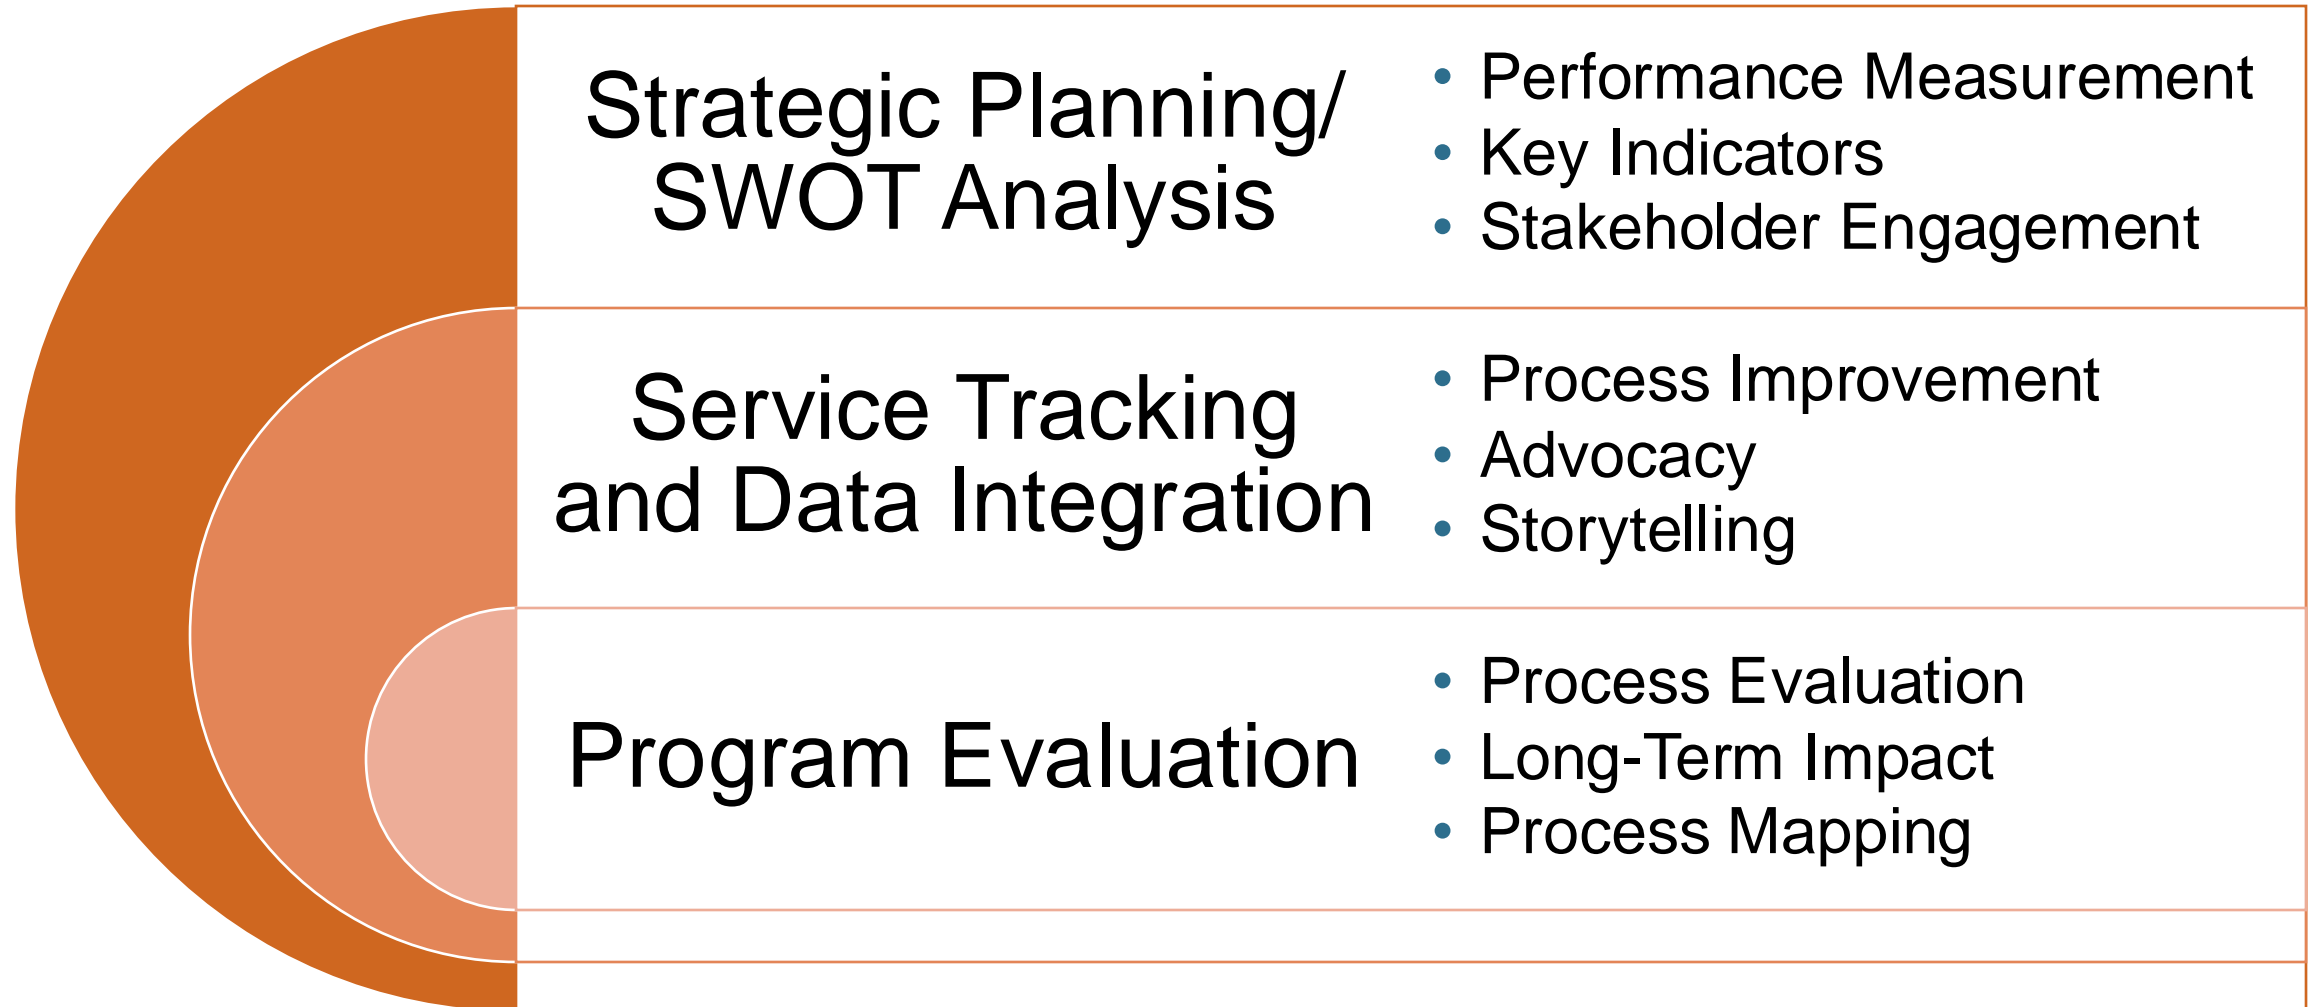 Strategic Planning/
SWOT Analysis
• Performance Measurement
• Key Indicators
• Stakeholder Engagement
Service Tracking
and Data Integration
• Process Improvement
• Advocacy
• Storytelling
Program Evaluation
• Process Evaluation
• Long-Term Impact
• Process Mapping